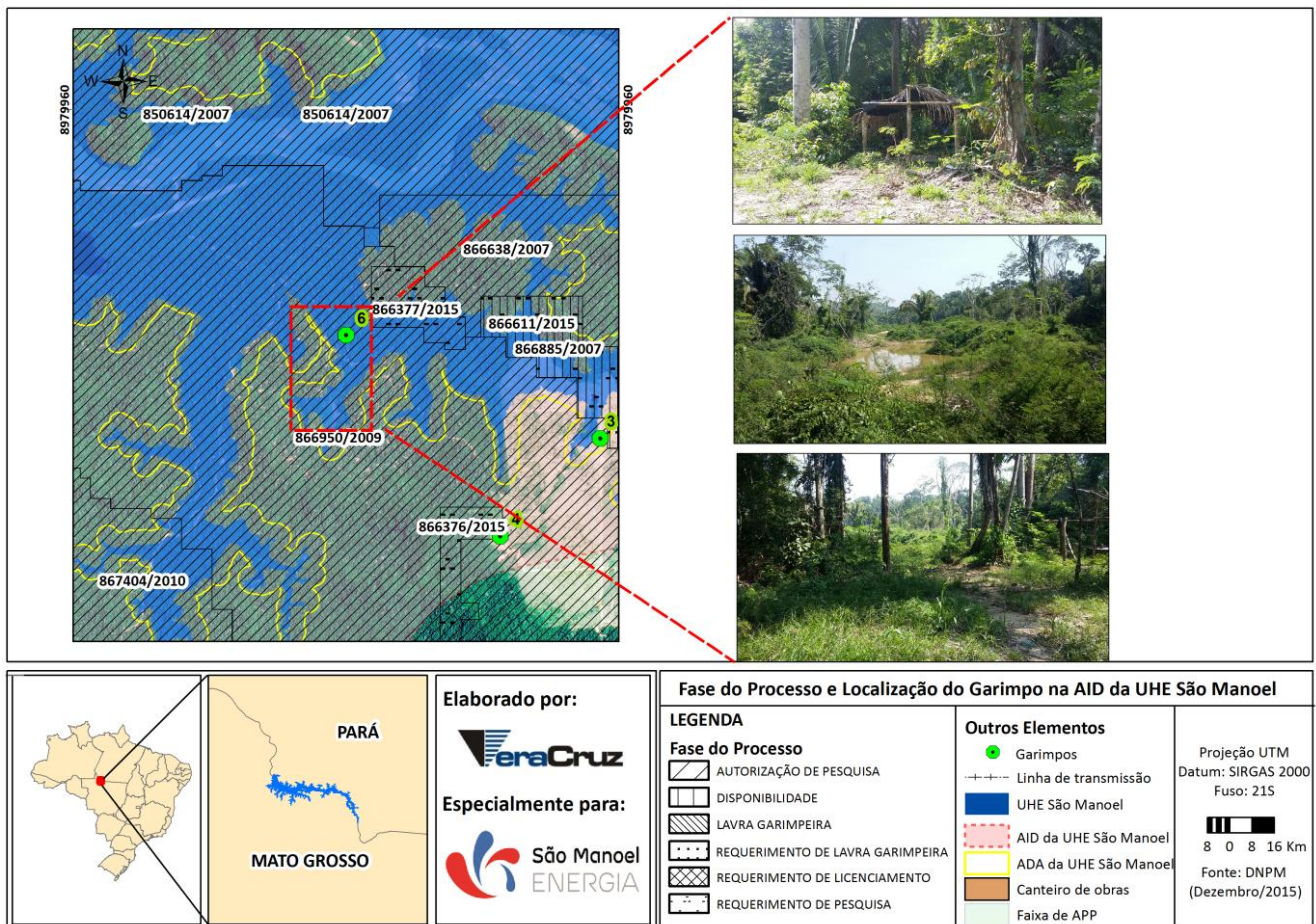 N
W E
S
8979960
8979960
850614/2007
850614/2007
866638/2007
866377/2015
6
866611/2015
866885/2007
3
866950/2009
4
866376/2015
867404/2010
PARÁ
MATO GROSSO
Elaborado por:
VeraCruz
Especialmente para:
São Manoel
ENERGIA
Fase do Processo e Localização do Garimpo na AID da UHE São Manoel
LEGENDA
Fase do Processo
AUTORIZAÇÃO DE PESQUISA
DISPONIBILIDADE
LAVRA GARIMPEIRA
REQUERIMENTO DE LAVRA GARIMPEIRA
REQUERIMENTO DE LICENCIAMENTO
REQUERIMENTO DE PESQUISA
Outros Elementos
Garimpos
Linha de transmissão
UHE São Manoel
AID da UHE São Manoel
ADA da UHE São Manoel
Canteiro de obras
Faixa de APP
Projeção UTM
Datum: SIRGAS 2000
Fuso: 21S
8 0 8 16 Km
Fonte: DNPM
(Dezembro/2015)